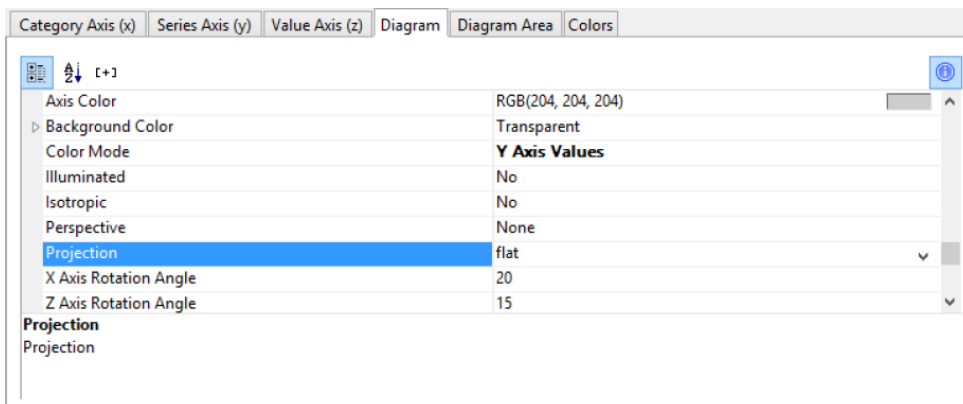 Category Axis (x) Series Axis (y) Value Axis (z) Diagram Diagram Area Colors
A Z [+]
Axis Color RGB(204, 204, 204)
Background Color Transparent
Color Mode Y Axis Values
Illuminated No
Isotropic No
Perspective None
Projection flat
X Axis Rotation Angle 20
Z Axis Rotation Angle 15
Projection
Projection